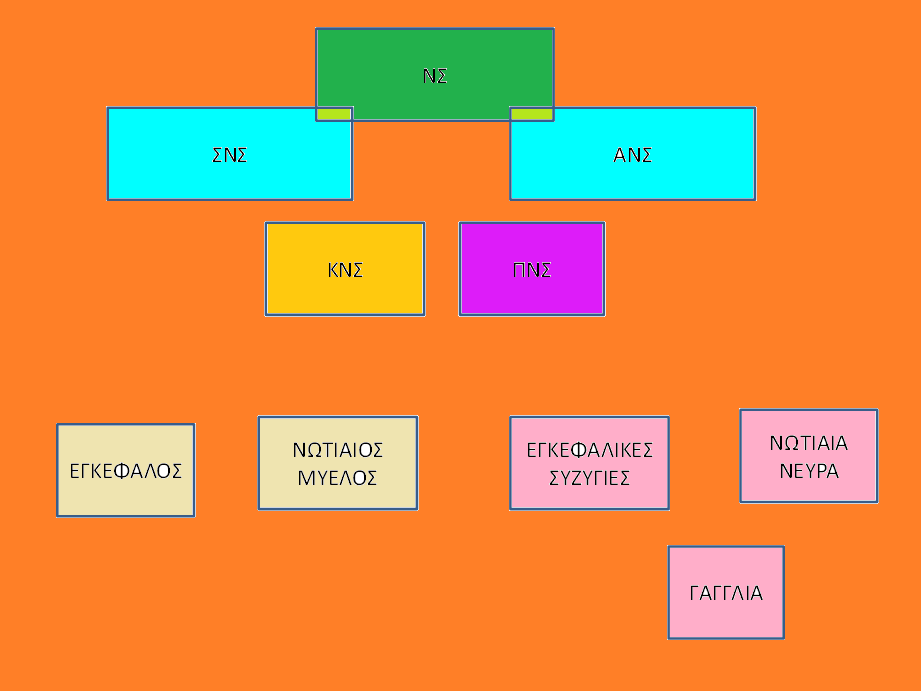 ΝΣ
ΣΝΣ
ΑΝΣ
ΚΝΣ
ΠΝΣ
ΕΓΚΕΦΑΛΟΣ
ΝΩΤΙΑΙΟΣ
ΜΥΕΛΟΣ
ΕΓΚΕΦΑΛΙΚΕΣ
ΣΥΖΥΓΙΕΣ
ΝΩΤΙΑΙΑ
ΝΕΥΡΑ
ΓΑΓΓΛΙΑ